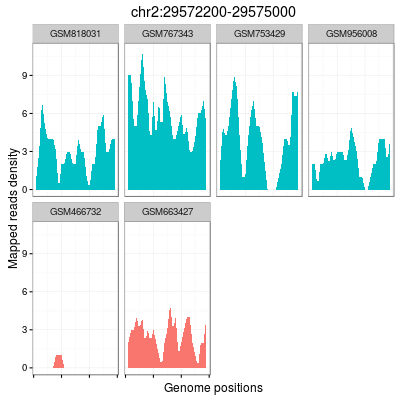 chr2:29572200-29575000
GSM818031 GSM767343 GSM753429 GSM956008
9
6
3
0
GSM466732 GSM663427
9
6
3
0
Mapped reads density
Genome positions